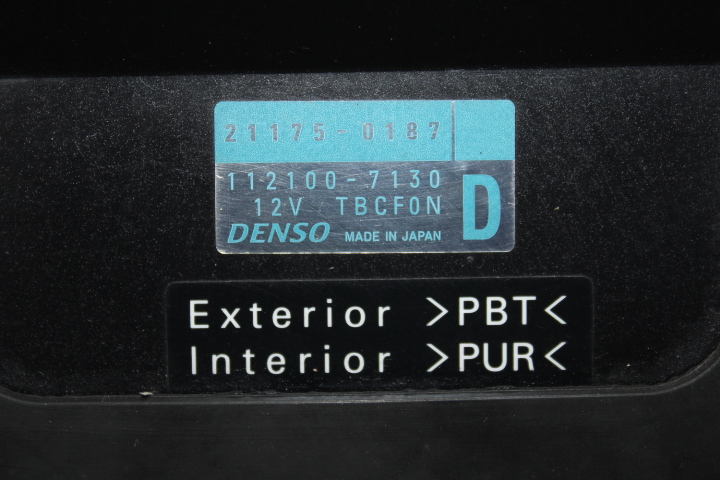 21175-0187
112100-7130
12V TBCF0N
DENSO MADE IN JAPAN
D
Exterior >PBT<
Interior >PUR<